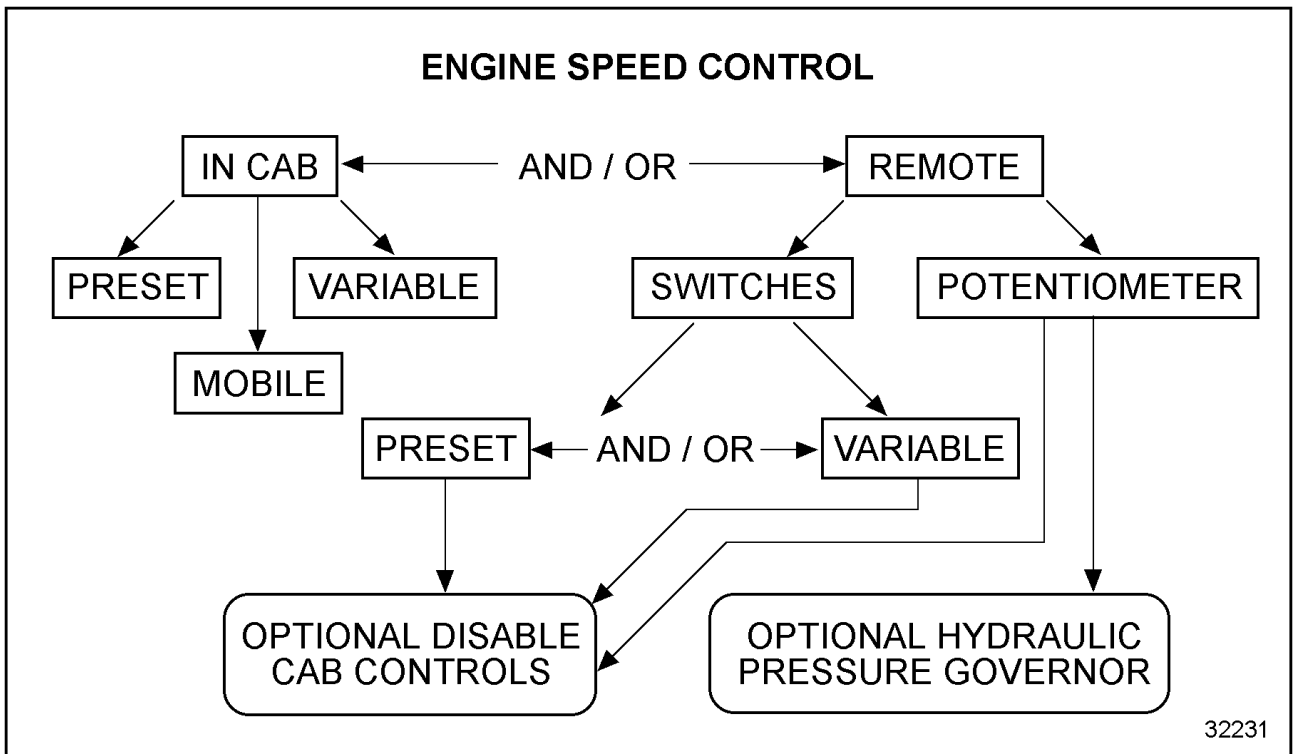 ENGINE SPEED CONTROL
IN CAB
AND / OR
REMOTE
PRESET
VARIABLE
SWITCHES
POTENTIOMETER
MOBILE
PRESET
AND / OR
VARIABLE
OPTIONAL DISABLE
CAB CONTROLS
OPTIONAL HYDRAULIC
PRESSURE GOVERNOR
32231